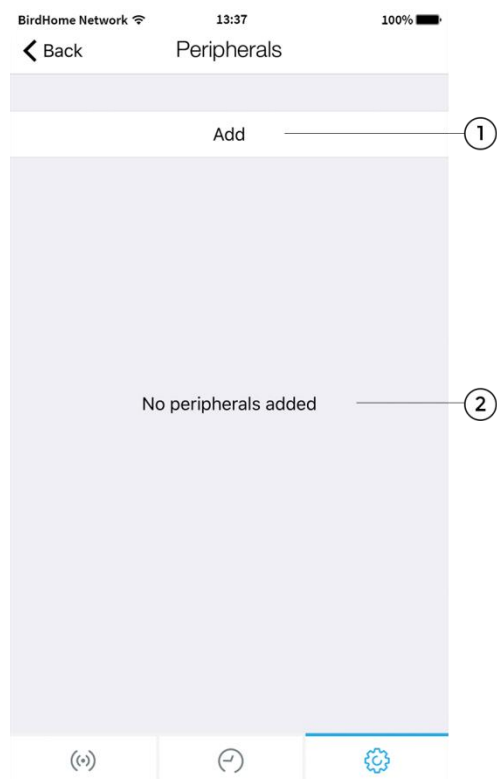 BirdHome Network 13:37 100%
Back Peripherals
Add 1
No peripherals added 2